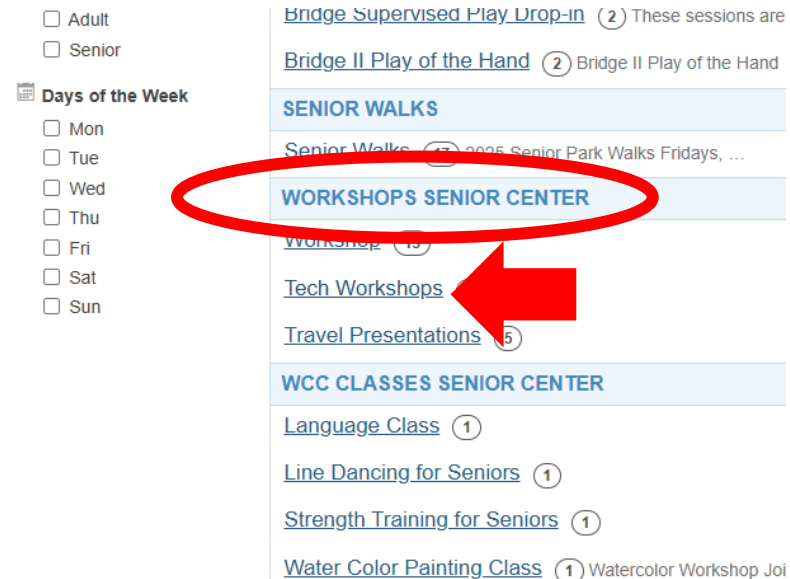 Adult
Senior
Days of the Week
Mon
Tue
Wed
Thu
Fri
Sat
Sun
Bridge Supervised Play Drop-in 2 These sessions are
Bridge II Play of the Hand 2 Bridge II Play of the Hand
SENIOR WALKS
Senior Walks 17 2025 Senior Park Walks Fridays, …
WORKSHOPS SENIOR CENTER
Workshop
Tech Workshops
Travel Presentations 5
WCC CLASSES SENIOR CENTER
Language Class 1
Line Dancing for Seniors 1
Strength Training for Seniors 1
Water Color Painting Class 1 Watercolor Workshop Joi